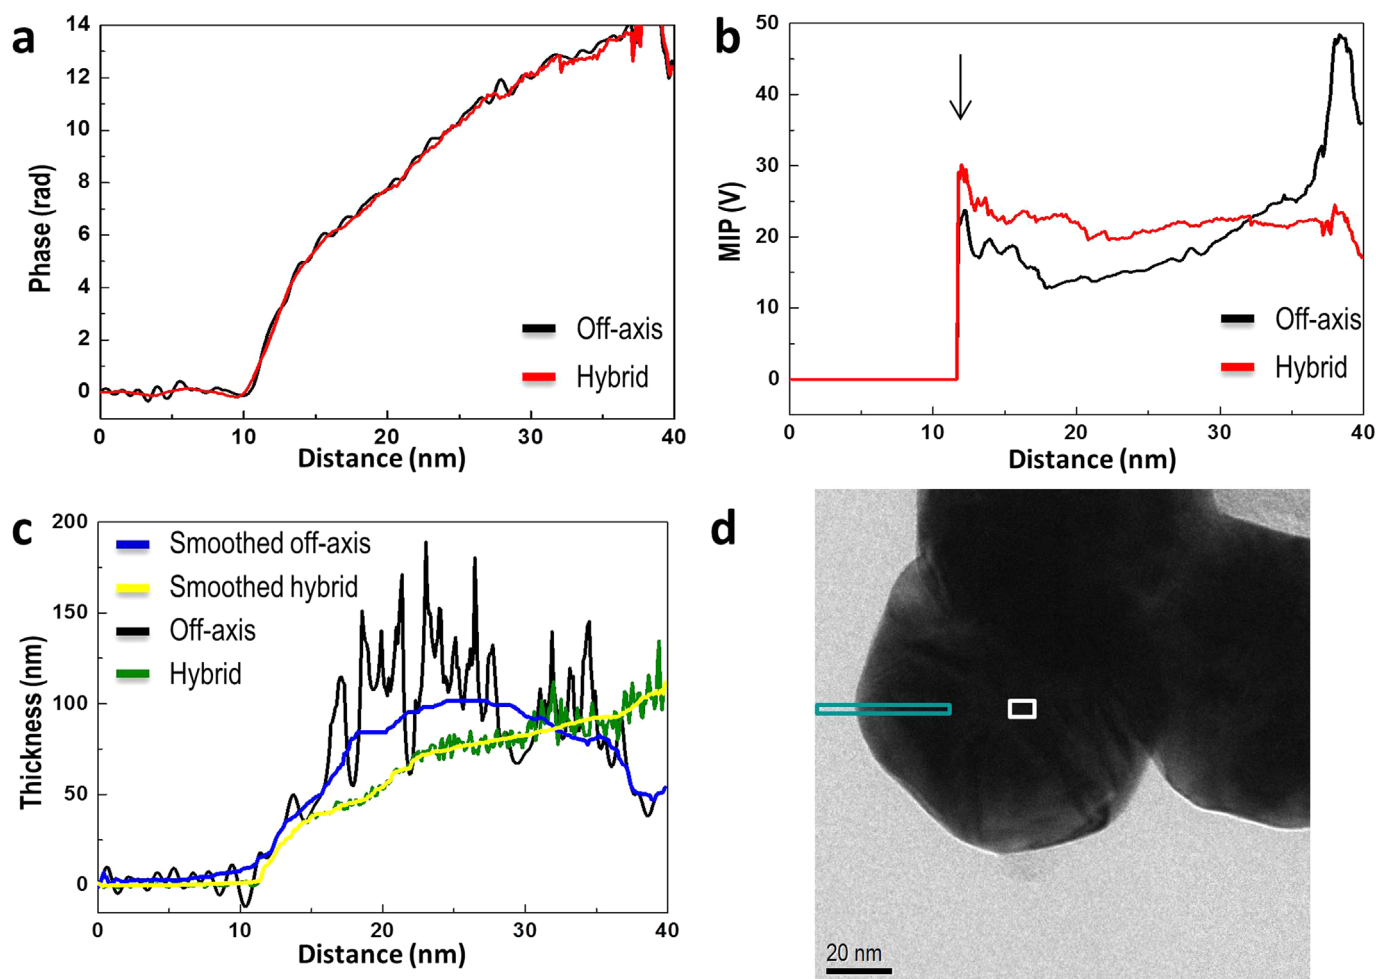 a
14
12
10
8
6
4
2
0
Phase (rad)
Off-axis
Hybrid
0 10 20 30 40
Distance (nm)
b
50
40
30
20
10
0
MIP (V)
Off-axis
Hybrid
0 10 20 30 40
Distance (nm)
c
200
150
100
50
0
Thickness (nm)
Smoothed off-axis
Smoothed hybrid
Off-axis
Hybrid
0 10 20 30 40
Distance (nm)
d
20 nm